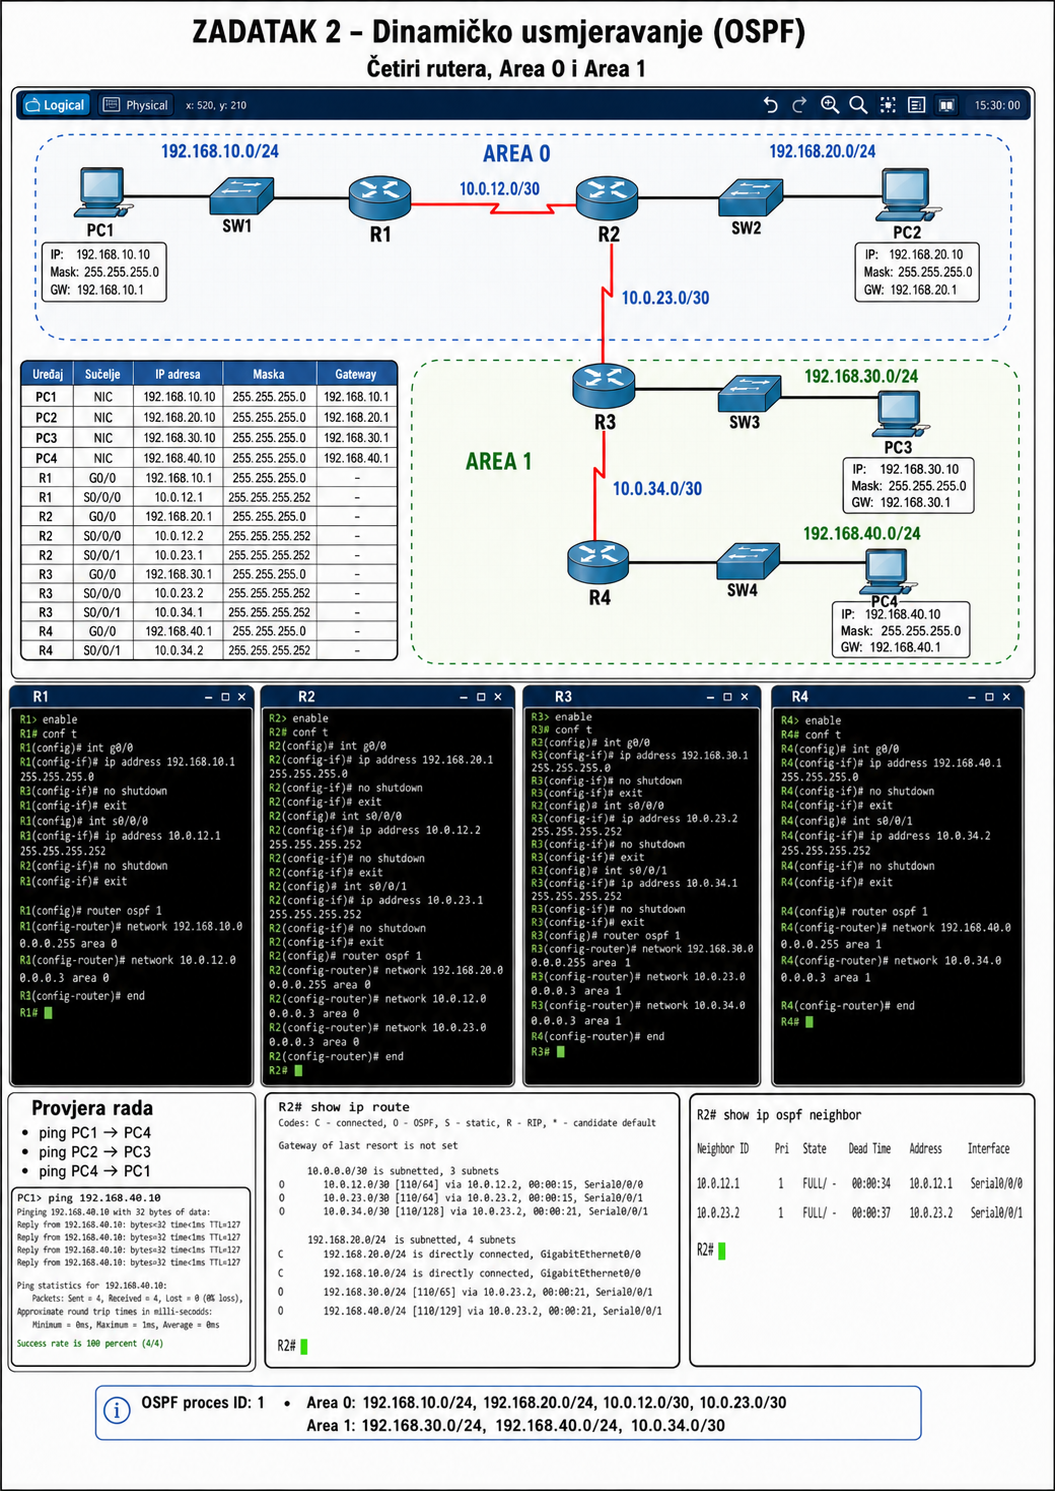 ZADATAK 2 – Dinamičko usmjeravanje (OSPF)
Četiri rutera, Area 0 i Area 1
Logical
Physical
x: 520, y: 210
15:30:00
192.168.10.0/24
AREA 0
192.168.20.0/24
10.0.12.0/30
PC1
SW1
R1
R2
SW2
PC2
IP: 192.168.10.10
Mask: 255.255.255.0
GW: 192.168.10.1
IP: 192.168.20.10
Mask: 255.255.255.0
GW: 192.168.20.1
10.0.23.0/30
Uređaj Sučelje IP adresa Maska Gateway
PC1 NIC 192.168.10.10 255.255.255.0 192.168.10.1
PC2 NIC 192.168.20.10 255.255.255.0 192.168.20.1
PC3 NIC 192.168.30.10 255.255.255.0 192.168.30.1
PC4 NIC 192.168.40.10 255.255.255.0 192.168.40.1
R1 G0/0 192.168.10.1 255.255.255.0 –
R1 S0/0/0 10.0.12.1 255.255.255.252 –
R2 G0/0 192.168.20.1 255.255.255.0 –
R2 S0/0/0 10.0.12.2 255.255.255.252 –
R2 S0/0/1 10.0.23.1 255.255.255.252 –
R3 G0/0 192.168.30.1 255.255.255.0 –
R3 S0/0/0 10.0.23.2 255.255.255.252 –
R3 S0/0/1 10.0.34.1 255.255.255.252 –
R4 G0/0 192.168.40.1 255.255.255.0 –
R4 S0/0/1 10.0.34.2 255.255.255.252 –
192.168.30.0/24
R3
SW3
PC3
AREA 1
IP: 192.168.30.10
Mask: 255.255.255.0
GW: 192.168.30.1
10.0.34.0/30
192.168.40.0/24
R4
SW4
PC4
IP: 192.168.40.10
Mask: 255.255.255.0
GW: 192.168.40.1
R1
R1> enable
R1# conf t
R1(config)# int g0/0
R1(config-if)# ip address 192.168.10.1
255.255.255.0
R3(config-if)# no shutdown
R1(config-if)# exit
R1(config)# int s0/0/0
R3(config-if)# ip address 10.0.12.1
255.255.255.252
R2(config-if)# no shutdown
R3(config-if)# exit
R1(config)# router ospf 1
R1(config-router)# network 192.168.10.0
0.0.0.255 area 0
R1(config-router)# network 10.0.12.0
0.0.0.3 area 0
R3(config-router)# end
R1#
R2
R2> enable
R2# conf t
R2(config)# int g0/0
R2(config-if)# ip address 192.168.20.1
255.255.255.0
R2(config-if)# no shutdown
R2(config-if)# exit
R2(config)# int s0/0/0
R2(config-if)# ip address 10.0.12.2
255.255.255.252
R2(config-if)# no shutdown
R2(config-if)# exit
R2(config-if)# int s0/0/1
R2(config-if)# ip address 10.0.23.1
255.255.255.252
R2(config-if)# no shutdown
R2(config-if)# exit
R2(config)# router ospf 1
R2(config-router)# network 192.168.20.0
0.0.0.255 area 0
R2(config-router)# network 10.0.12.0
0.0.0.3 area 0
R2(config-router)# network 10.0.23.0
0.0.0.3 area 0
R2(config-router)# end
R2#
R3
R3> enable
R3# conf t
R2(config)# int g0/0
R3(config-if)# ip address 192.168.30.1
255.255.255.0
R3(config-if)# no shutdown
R3(config-if)# exit
R2(config)# int s0/0/0
R3(config-if)# ip address 10.0.23.2
255.255.255.252
R3(config-if)# no shutdown
R3(config-if)# exit
R3(config-if)# int s0/0/1
R3(config-if)# ip address 10.0.34.1
255.255.255.252
R3(config-if)# no shutdown
R3(config-if)# exit
R3(config-if)# router ospf 1
R3(config-router)# network 192.168.30.0
0.0.0.255 area 1
R3(config-router)# network 10.0.23.0
0.0.0.3 area 1
R3(config-router)# network 10.0.34.0
0.0.0.3 area 1
R4(config-router)# end
R3#
R4
R4> enable
R4# conf t
R4(config)# int g0/0
R4(config-if)# ip address 192.168.40.1
255.255.255.0
R4(config-if)# no shutdown
R4(config-if)# exit
R4(config-if)# int s0/0/1
R4(config-if)# ip address 10.0.34.2
255.255.255.252
R4(config-if)# no shutdown
R4(config-if)# exit
R4(config)# router ospf 1
R4(config-router)# network 192.168.40.0
0.0.0.255 area 1
R4(config-router)# network 10.0.34.0
0.0.0.3 area 1
R4(config-router)# end
R4#
Provjera rada
• ping PC1 → PC4
• ping PC2 → PC3
• ping PC4 → PC1
PC1> ping 192.168.40.10
Pinging 192.168.40.10 with 32 bytes of data:
Reply from 192.168.40.10: bytes=32 time<1ms TTL=127
Reply from 192.168.40.10: bytes=32 time<1ms TTL=127
Reply from 192.168.40.10: bytes=32 time<1ms TTL=127
Reply from 192.168.40.10: bytes=32 time<1ms TTL=127
Ping statistics for 192.168.40.10:
Packets: Sent = 4, Received = 4, Lost = 0 (0% loss),
Approximate round trip times in milli-secodds:
Minimum = 0ms, Maximum = 1ms, Average = 0ms
Success rate is 100 percent (4/4)
R2# show ip route
Codes: C - connected, O - OSPF, S - static, R - RIP, * - candidate default
Gateway of last resort is not set
10.0.0.0/30 is subnetted, 3 subnets
O 10.0.12.0/30 [110/64] via 10.0.12.2, 00:00:15, Serial0/0/0
O 10.0.23.0/30 [110/64] via 10.0.23.2, 00:00:15, Serial0/0/1
O 10.0.34.0/30 [110/128] via 10.0.23.2, 00:00:21, Serial0/0/1
192.168.20.0/24 is subnetted, 4 subnets
C 192.168.20.0/24 is directly connected, GigabitEthernet0/0
C 192.168.10.0/24 is directly connected, GigabitEthernet0/0
O 192.168.30.0/24 [110/65] via 10.0.23.2, 00:00:21, Serial0/0/1
O 192.168.40.0/24 [110/129] via 10.0.23.2, 00:00:21, Serial0/0/1
R2#
R2# show ip ospf neighbor
Neighbor ID Pri State Dead Time Address Interface
10.0.12.1 1 FULL/ - 00:00:34 10.0.12.1 Serial0/0/0
10.0.23.2 1 FULL/ - 00:00:37 10.0.23.2 Serial0/0/1
R2#
OSPF proces ID: 1 • Area 0: 192.168.10.0/24, 192.168.20.0/24, 10.0.12.0/30, 10.0.23.0/30
Area 1: 192.168.30.0/24, 192.168.40.0/24, 10.0.34.0/30